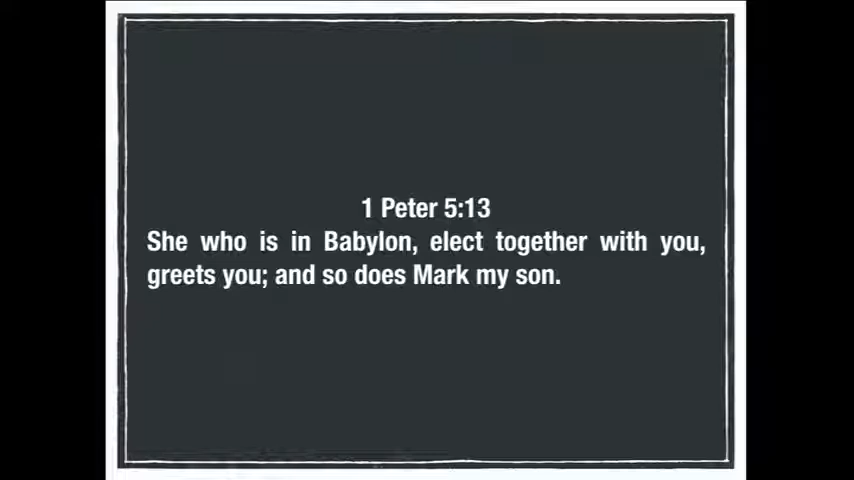 1 Peter 5:13
She who is in Babylon, elect together with you,
greets you; and so does Mark my son.